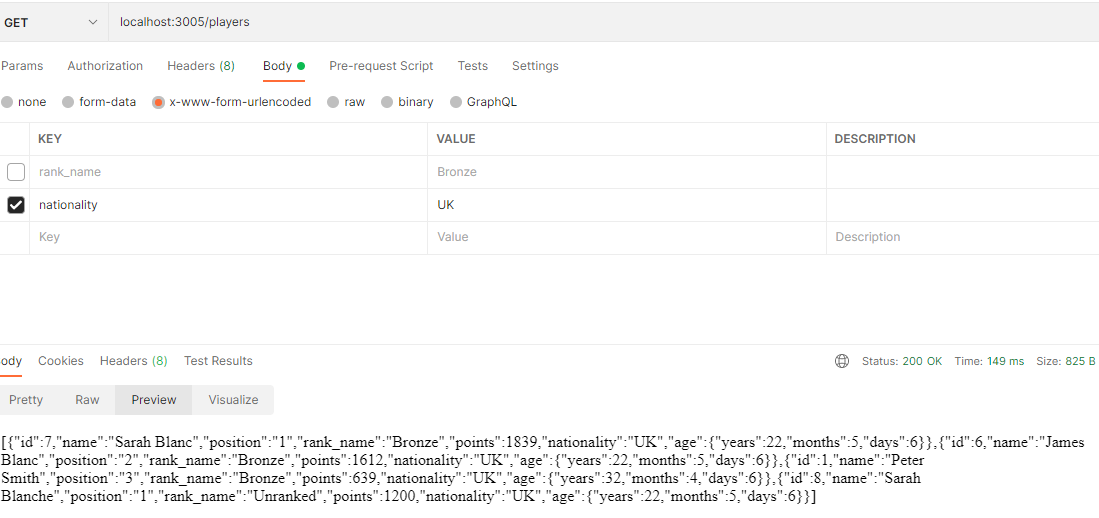 GET localhost:3005/players
Params Authorization Headers (8) Body Pre-request Script Tests Settings
none form-data x-www-form-urlencoded raw binary GraphQL
KEY VALUE DESCRIPTION
rank_name Bronze
nationality UK
Key Value Description
ody Cookies Headers (8) Test Results Status: 200 OK Time: 149 ms Size: 825 B
Pretty Raw Preview Visualize
[{"id":7,"name":"Sarah Blanc","position":"1","rank_name":"Bronze","points":1839,"nationality":"UK","age":{"years":22,"months":5,"days":6}},{"id":6,"name":"James
Blanc","position":"2","rank_name":"Bronze","points":1612,"nationality":"UK","age":{"years":22,"months":5,"days":6}},{"id":1,"name":"Peter
Smith","position":"3","rank_name":"Bronze","points":639,"nationality":"UK","age":{"years":32,"months":4,"days":6}},{"id":8,"name":"Sarah
Blanche","position":"1","rank_name":"Unranked","points":1200,"nationality":"UK","age":{"years":22,"months":5,"days":6}}]